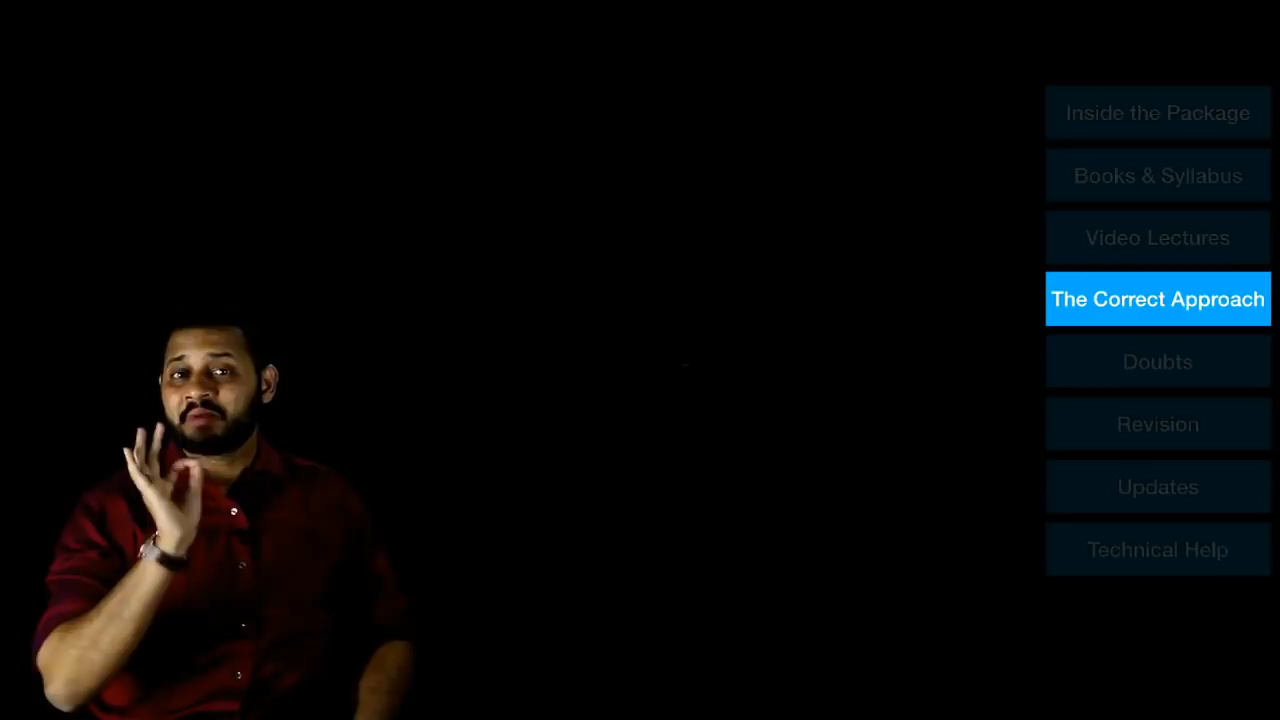 Inside the Package
Books & Syllabus
Video Lectures
The Correct Approach
Doubts
Revision
Updates
Technical Help